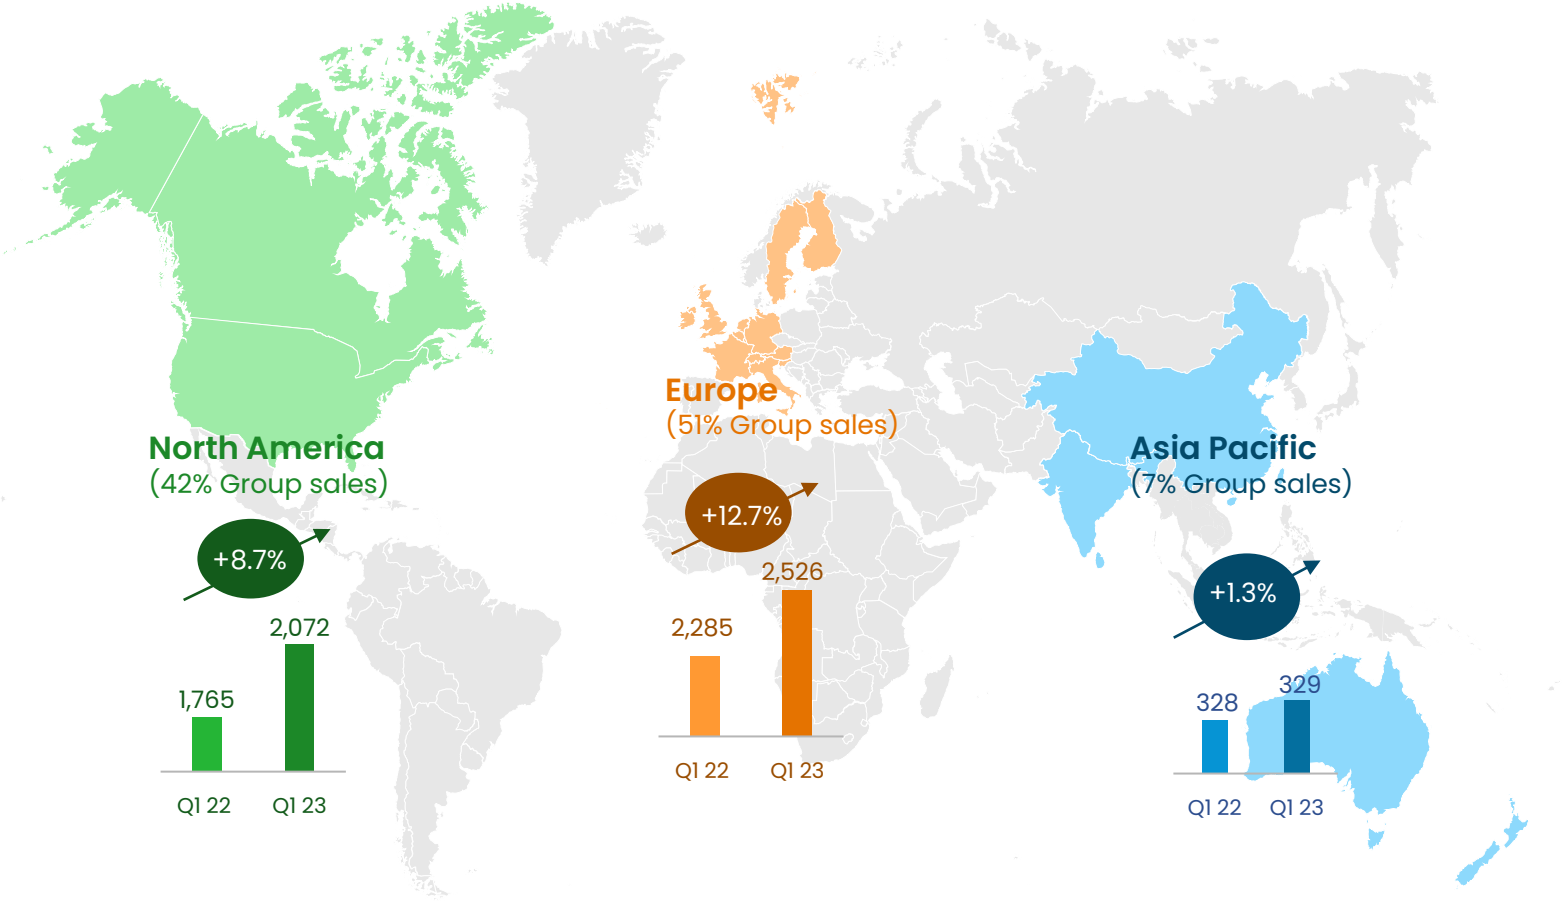 North America
(42% Group sales)
+8.7%
1,765
2,072
Q1 22
Q1 23
Europe
(51% Group sales)
+12.7%
2,285
2,526
Q1 22
Q1 23
Asia Pacific
(7% Group sales)
+1.3%
328
329
Q1 22
Q1 23